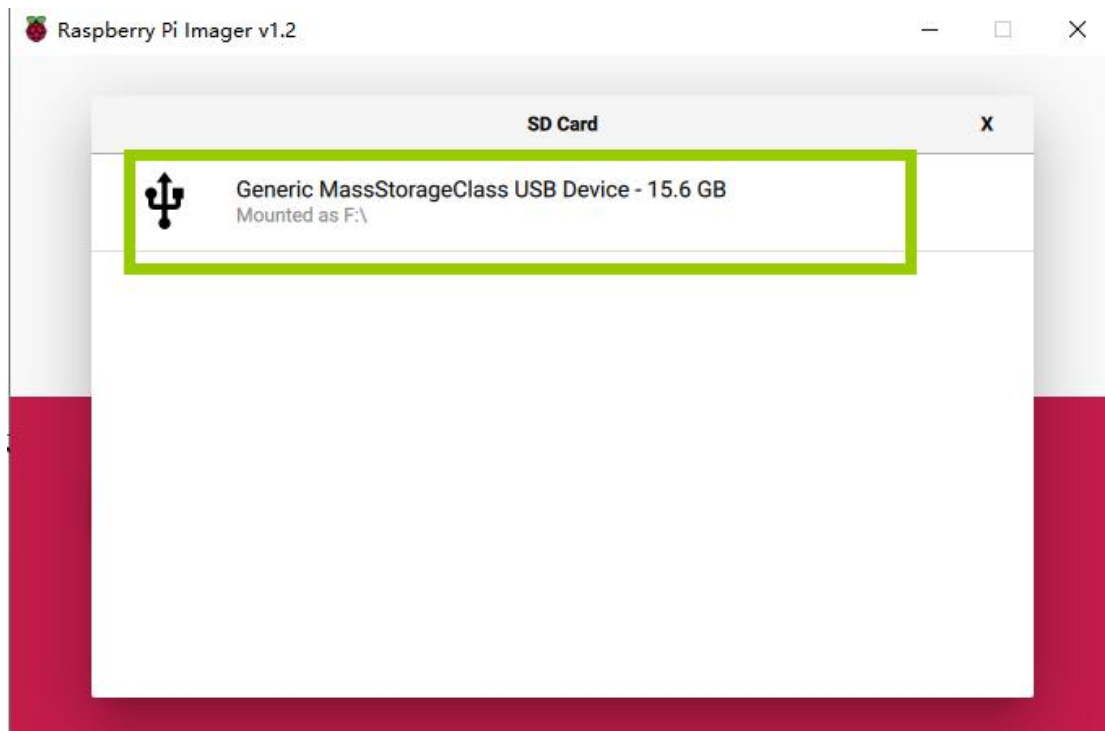 Raspberry Pi Imager v1.2
SD Card X
Generic MassStorageClass USB Device - 15.6 GB
Mounted as F:\